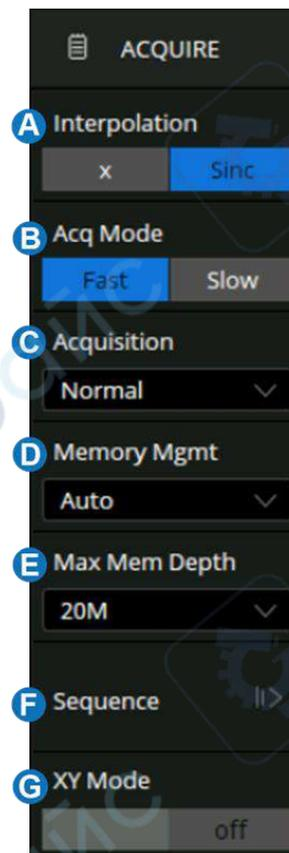 ACQUIRE
A Interpolation
x Sinc
B Acq Mode
Fast Slow
C Acquisition
Normal
D Memory Mgmt
Auto
E Max Mem Depth
20M
F Sequence
G XY Mode
off